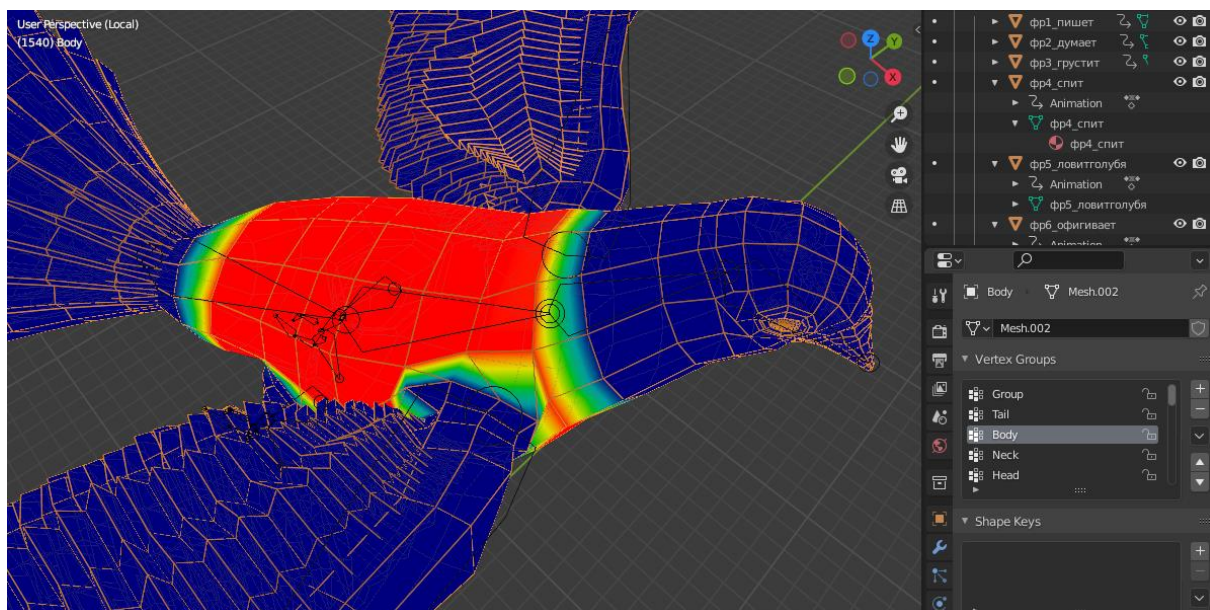 User Perspective (Local)
(1540) Body
Z
Y
X
фр1_пишет
фр2_думает
фр3_грустит
фр4_спит
Animation
фр4_спит
фр4_спит
фр5_ловитголубя
Animation
фр5_ловитголубя
фр6_офигивает
Animation
Body
Mesh.002
Mesh.002
Vertex Groups
Group
Tail
Body
Neck
Head
Shape Keys